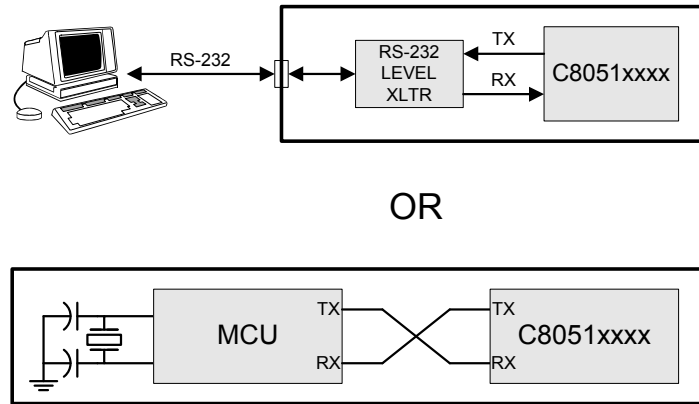 RS-232
RS-232
LEVEL
XLTR
TX
RX
C8051xxxx
OR
MCU
TX
RX
TX
RX
C8051xxxx